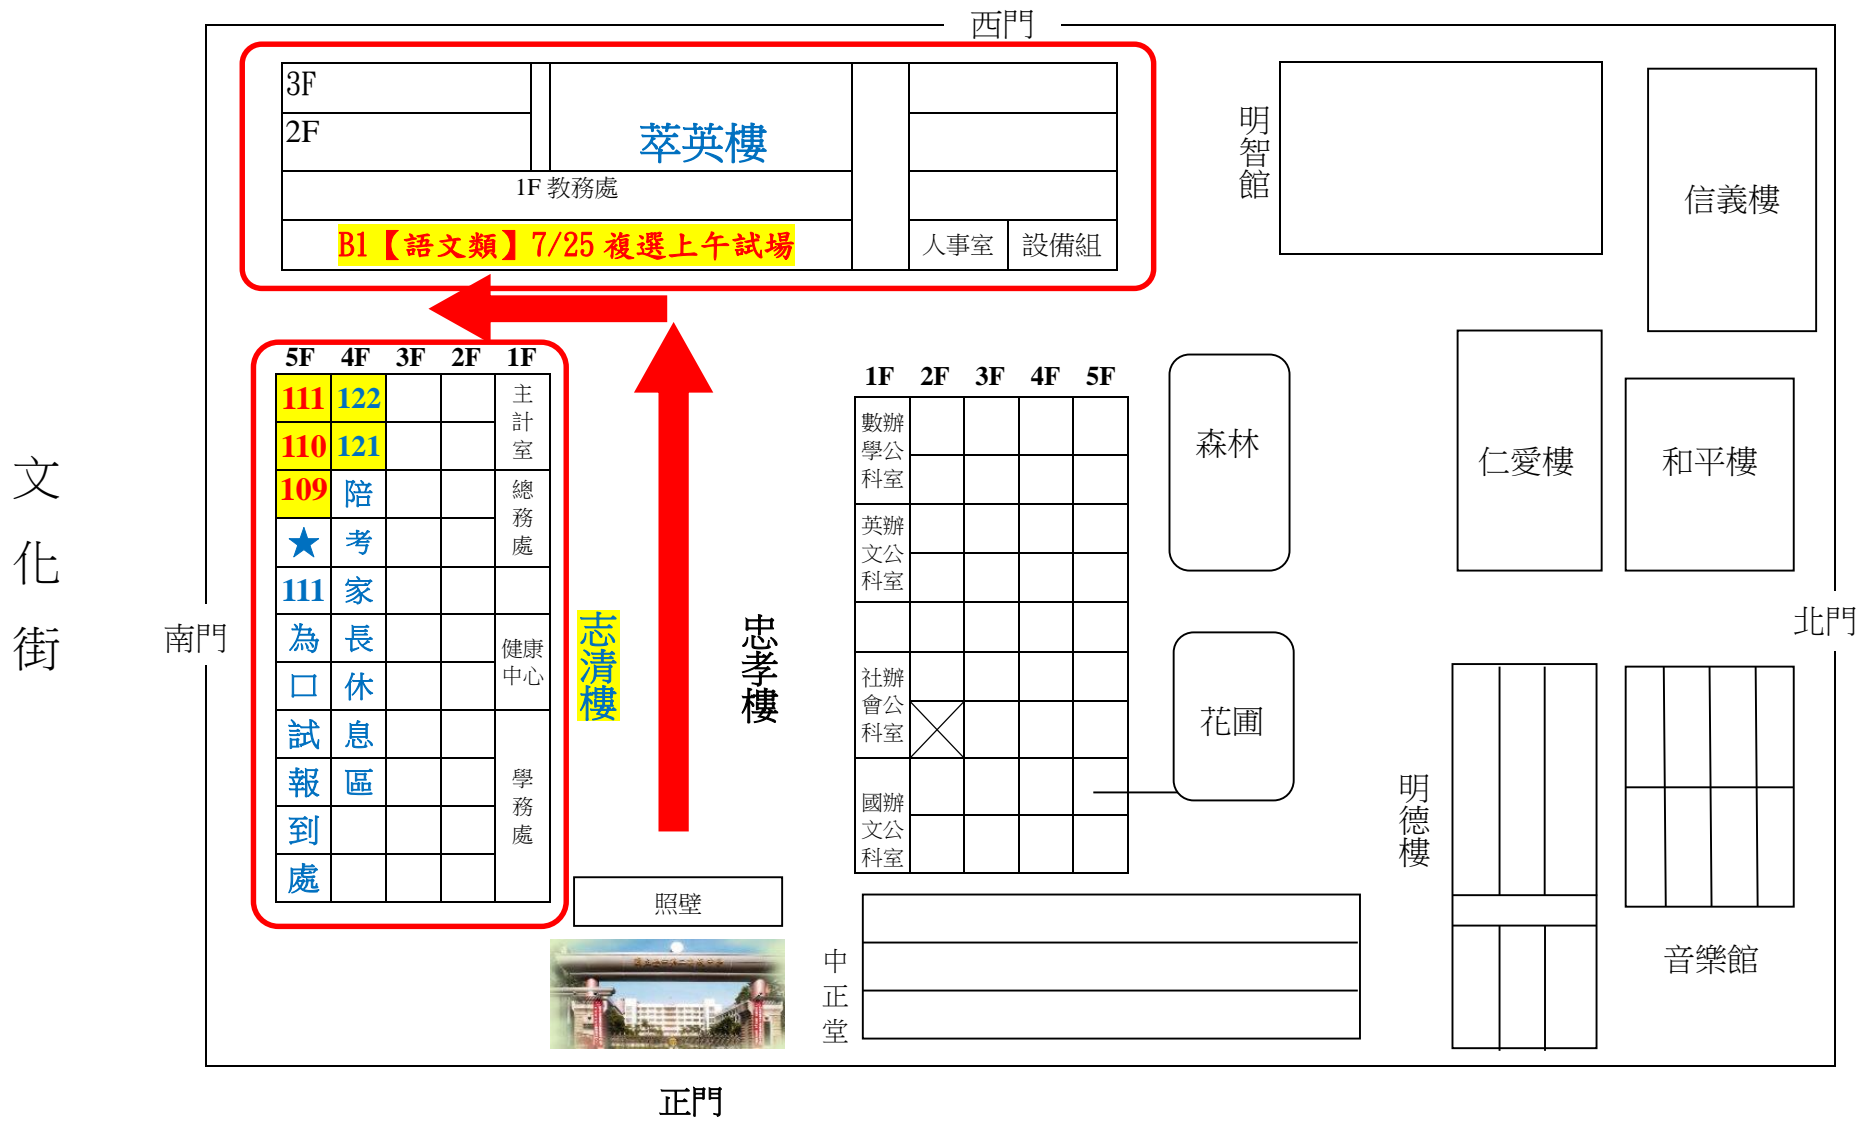 西門
3F
2F
萃英樓
1F 教務處
B1【語文類】7/25 複選上午試場
人事室
設備組
明智館
信義樓
5F 4F 3F 2F 1F
111 122
110 121
109
★111為口試報到處
陪考家長休息區
主計室
總務處
健康中心
學務處
志清樓
忠孝樓
1F 2F 3F 4F 5F
數學科辦公室
英文科辦公室
社會科辦公室
國文科辦公室
森林
花圃
仁愛樓
和平樓
文化街
南門
北門
明德樓
音樂館
照壁
中正堂
正門